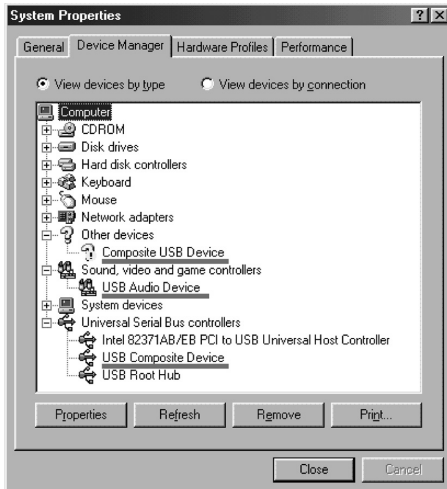 System Properties
General Device Manager Hardware Profiles Performance
View devices by type View devices by connection
Computer
CDROM
Disk drives
Hard disk controllers
Keyboard
Mouse
Network adapters
Other devices
Composite USB Device
Sound, video and game controllers
USB Audio Device
System devices
Universal Serial Bus controllers
Intel 82371AB/EB PCI to USB Universal Host Controller
USB Composite Device
USB Root Hub
Properties Refresh Remove Print...
Close Cancel